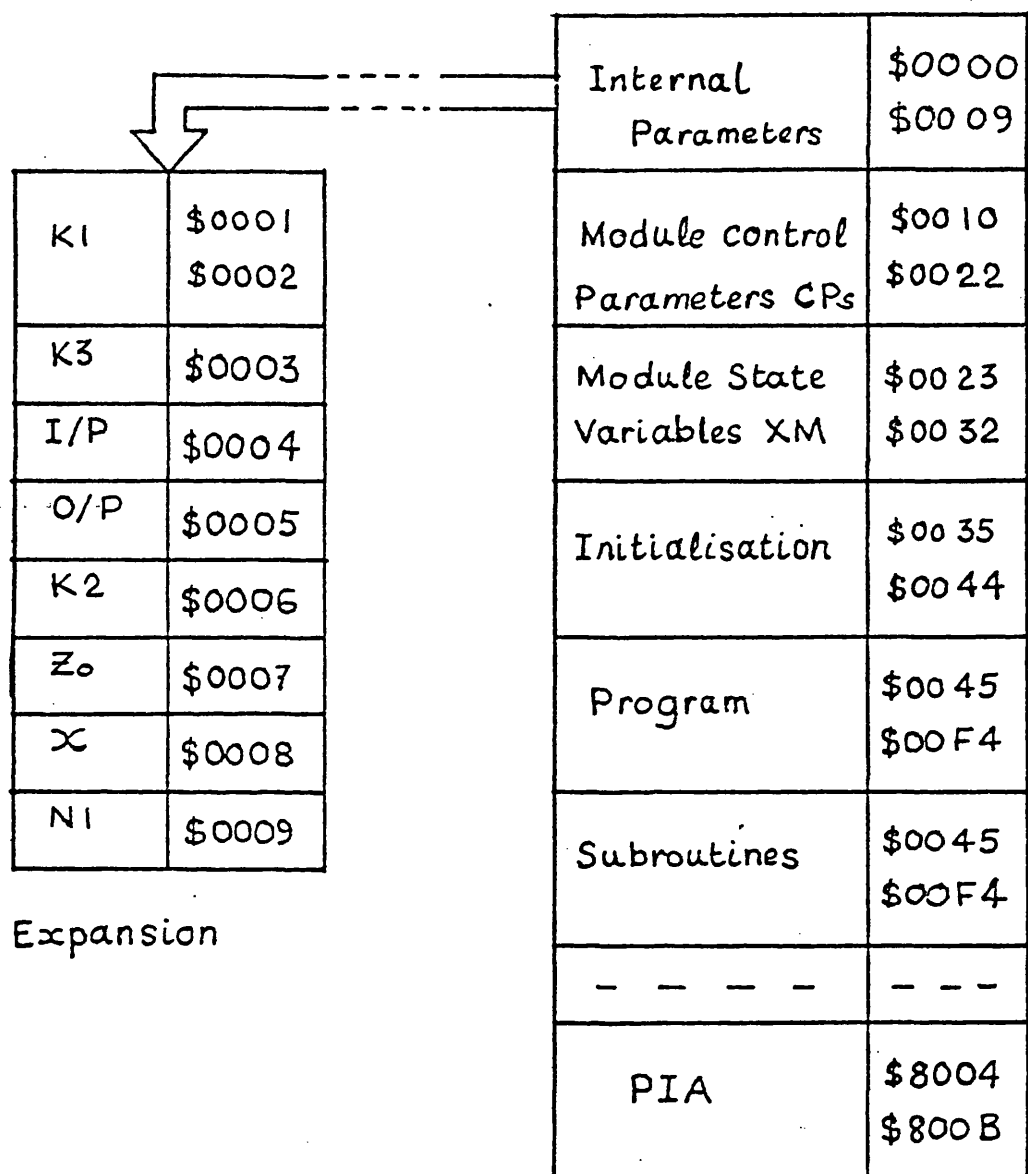 Internal $0000
Parameters $0009
Module control $0010
Parameters CPs $0022
Module State $0023
Variables XM $0032
Initialisation $0035
$0044
Program $0045
$00F4
Subroutines $0045
$00F4
PIA $8004
$800B
K1 $0001
$0002
K3 $0003
I/P $0004
O/P $0005
K2 $0006
Zo $0007
x $0008
N1 $0009
Expansion